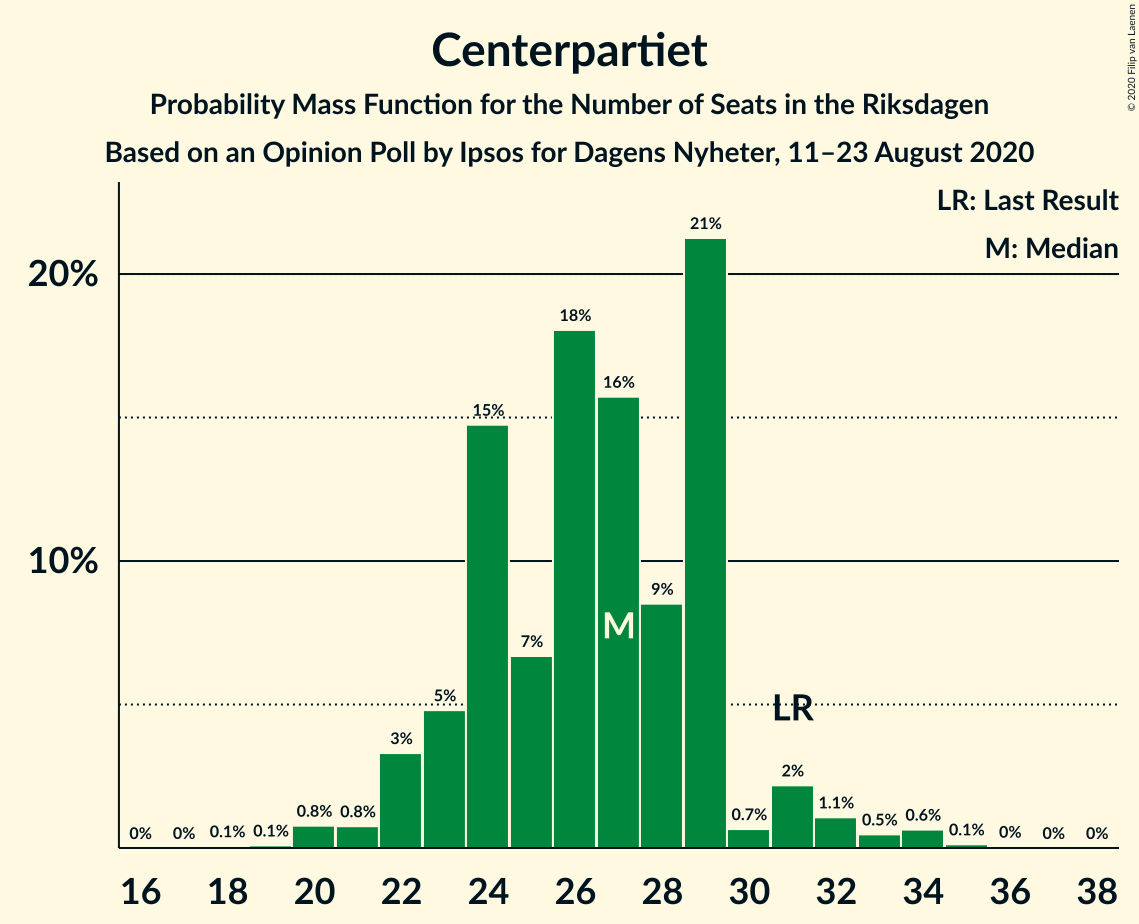 Centerpartiet
Probability Mass Function for the Number of Seats in the Riksdagen
Based on an Opinion Poll by Ipsos for Dagens Nyheter, 11–23 August 2020
© 2020 Filip van Laenen
LR: Last Result
M: Median
20%
10%
0%
0%
0.1%
0.1%
0.8%
0.8%
3%
5%
15%
7%
18%
16%
9%
21%
0.7%
2%
1.1%
0.5%
0.6%
0.1%
0%
0%
0%
M
LR
16 18 20 22 24 26 28 30 32 34 36 38